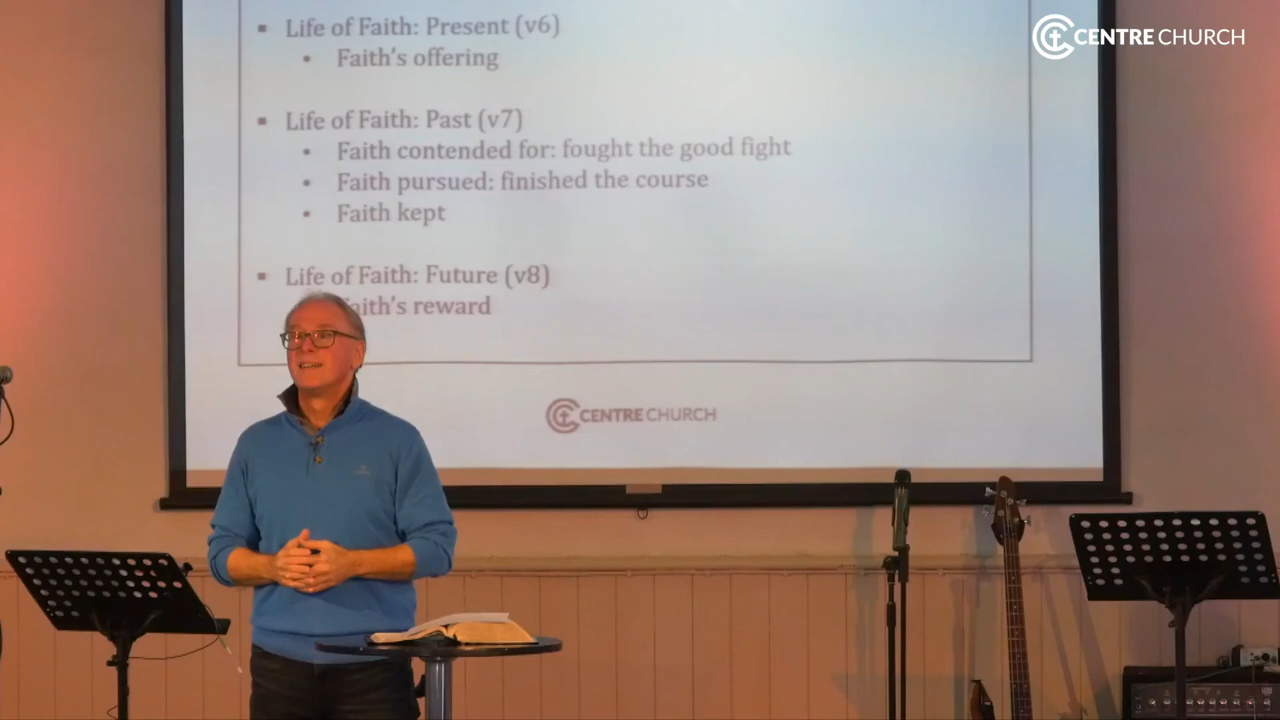 CENTRE CHURCH
▪ Life of Faith: Present (v6)
• Faith's offering
▪ Life of Faith: Past (v7)
• Faith contended for: fought the good fight
• Faith pursued: finished the course
• Faith kept
▪ Life of Faith: Future (v8)
Faith's reward
CENTRE CHURCH